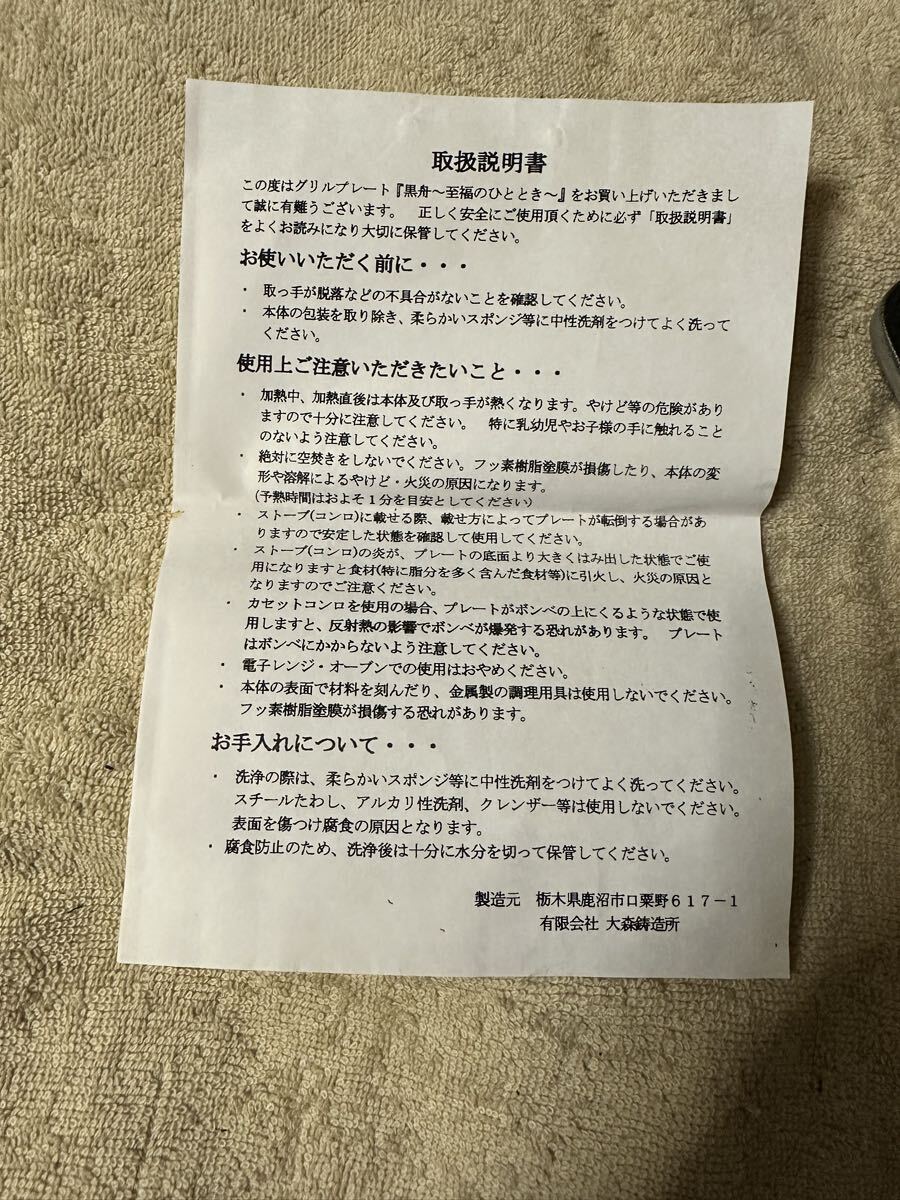 取扱説明書
この度はグリルプレート『黒舟～至福のひととき～』をお買い上げいただきまし
て誠に有難うございます。　正しく安全にご使用頂くために必ず「取扱説明書」
をよくお読みになり大切に保管してください。
お使いいただく前に・・・
・ 取っ手が脱落などの不具合がないことを確認してください。
・ 本体の包装を取り除き、柔らかいスポンジ等に中性洗剤をつけてよく洗って
ください。
使用上ご注意いただきたいこと・・・
・ 加熱中、加熱直後は本体及び取っ手が熱くなります。やけど等の危険があり
ますので十分に注意してください。　特に乳幼児やお子様の手に触れること
のないよう注意してください。
・ 絶対に空焚きをしないでください。フッ素樹脂塗膜が損傷したり、本体の変
形や溶解によるやけど・火災の原因になります。
(予熱時間はおよそ１分を目安としてください)
・ ストーブ(コンロ)に載せる際、載せ方によってプレートが転倒する場合があ
りますので安定した状態を確認して使用してください。
・ ストーブ(コンロ)の炎が、プレートの底面より大きくはみ出した状態でご使
用になりますと食材(特に脂分を多く含んだ食材等)に引火し、火災の原因と
なりますのでご注意ください。
・ カセットコンロを使用の場合、プレートがボンベの上にくるような状態で使
用しますと、反射熱の影響でボンベが爆発する恐れがあります。　プレート
はボンベにかからないよう注意してください。
・ 電子レンジ・オーブンでの使用はおやめください。
・ 本体の表面で材料を刻んだり、金属製の調理用具は使用しないでください。
フッ素樹脂塗膜が損傷する恐れがあります。
お手入れについて・・・
・ 洗浄の際は、柔らかいスポンジ等に中性洗剤をつけてよく洗ってください。
スチールたわし、アルカリ性洗剤、クレンザー等は使用しないでください。
表面を傷つけ腐食の原因となります。
・ 腐食防止のため、洗浄後は十分に水分を切って保管してください。
製造元　栃木県鹿沼市口粟野６１７－１
有限会社 大森鋳造所